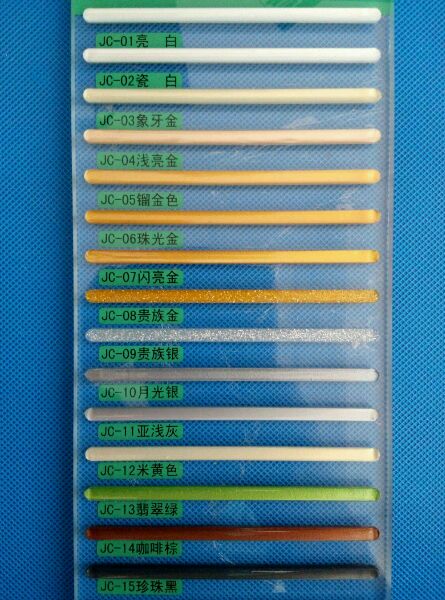 JC-01亮 白
JC-02瓷 白
JC-03象牙金
JC-04浅亮金
JC-05镏金色
JC-06珠光金
JC-07闪亮金
JC-08贵族金
JC-09贵族银
JC-10月光银
JC-11亚浅灰
JC-12米黄色
JC-13翡翠绿
JC-14咖啡棕
JC-15珍珠黑